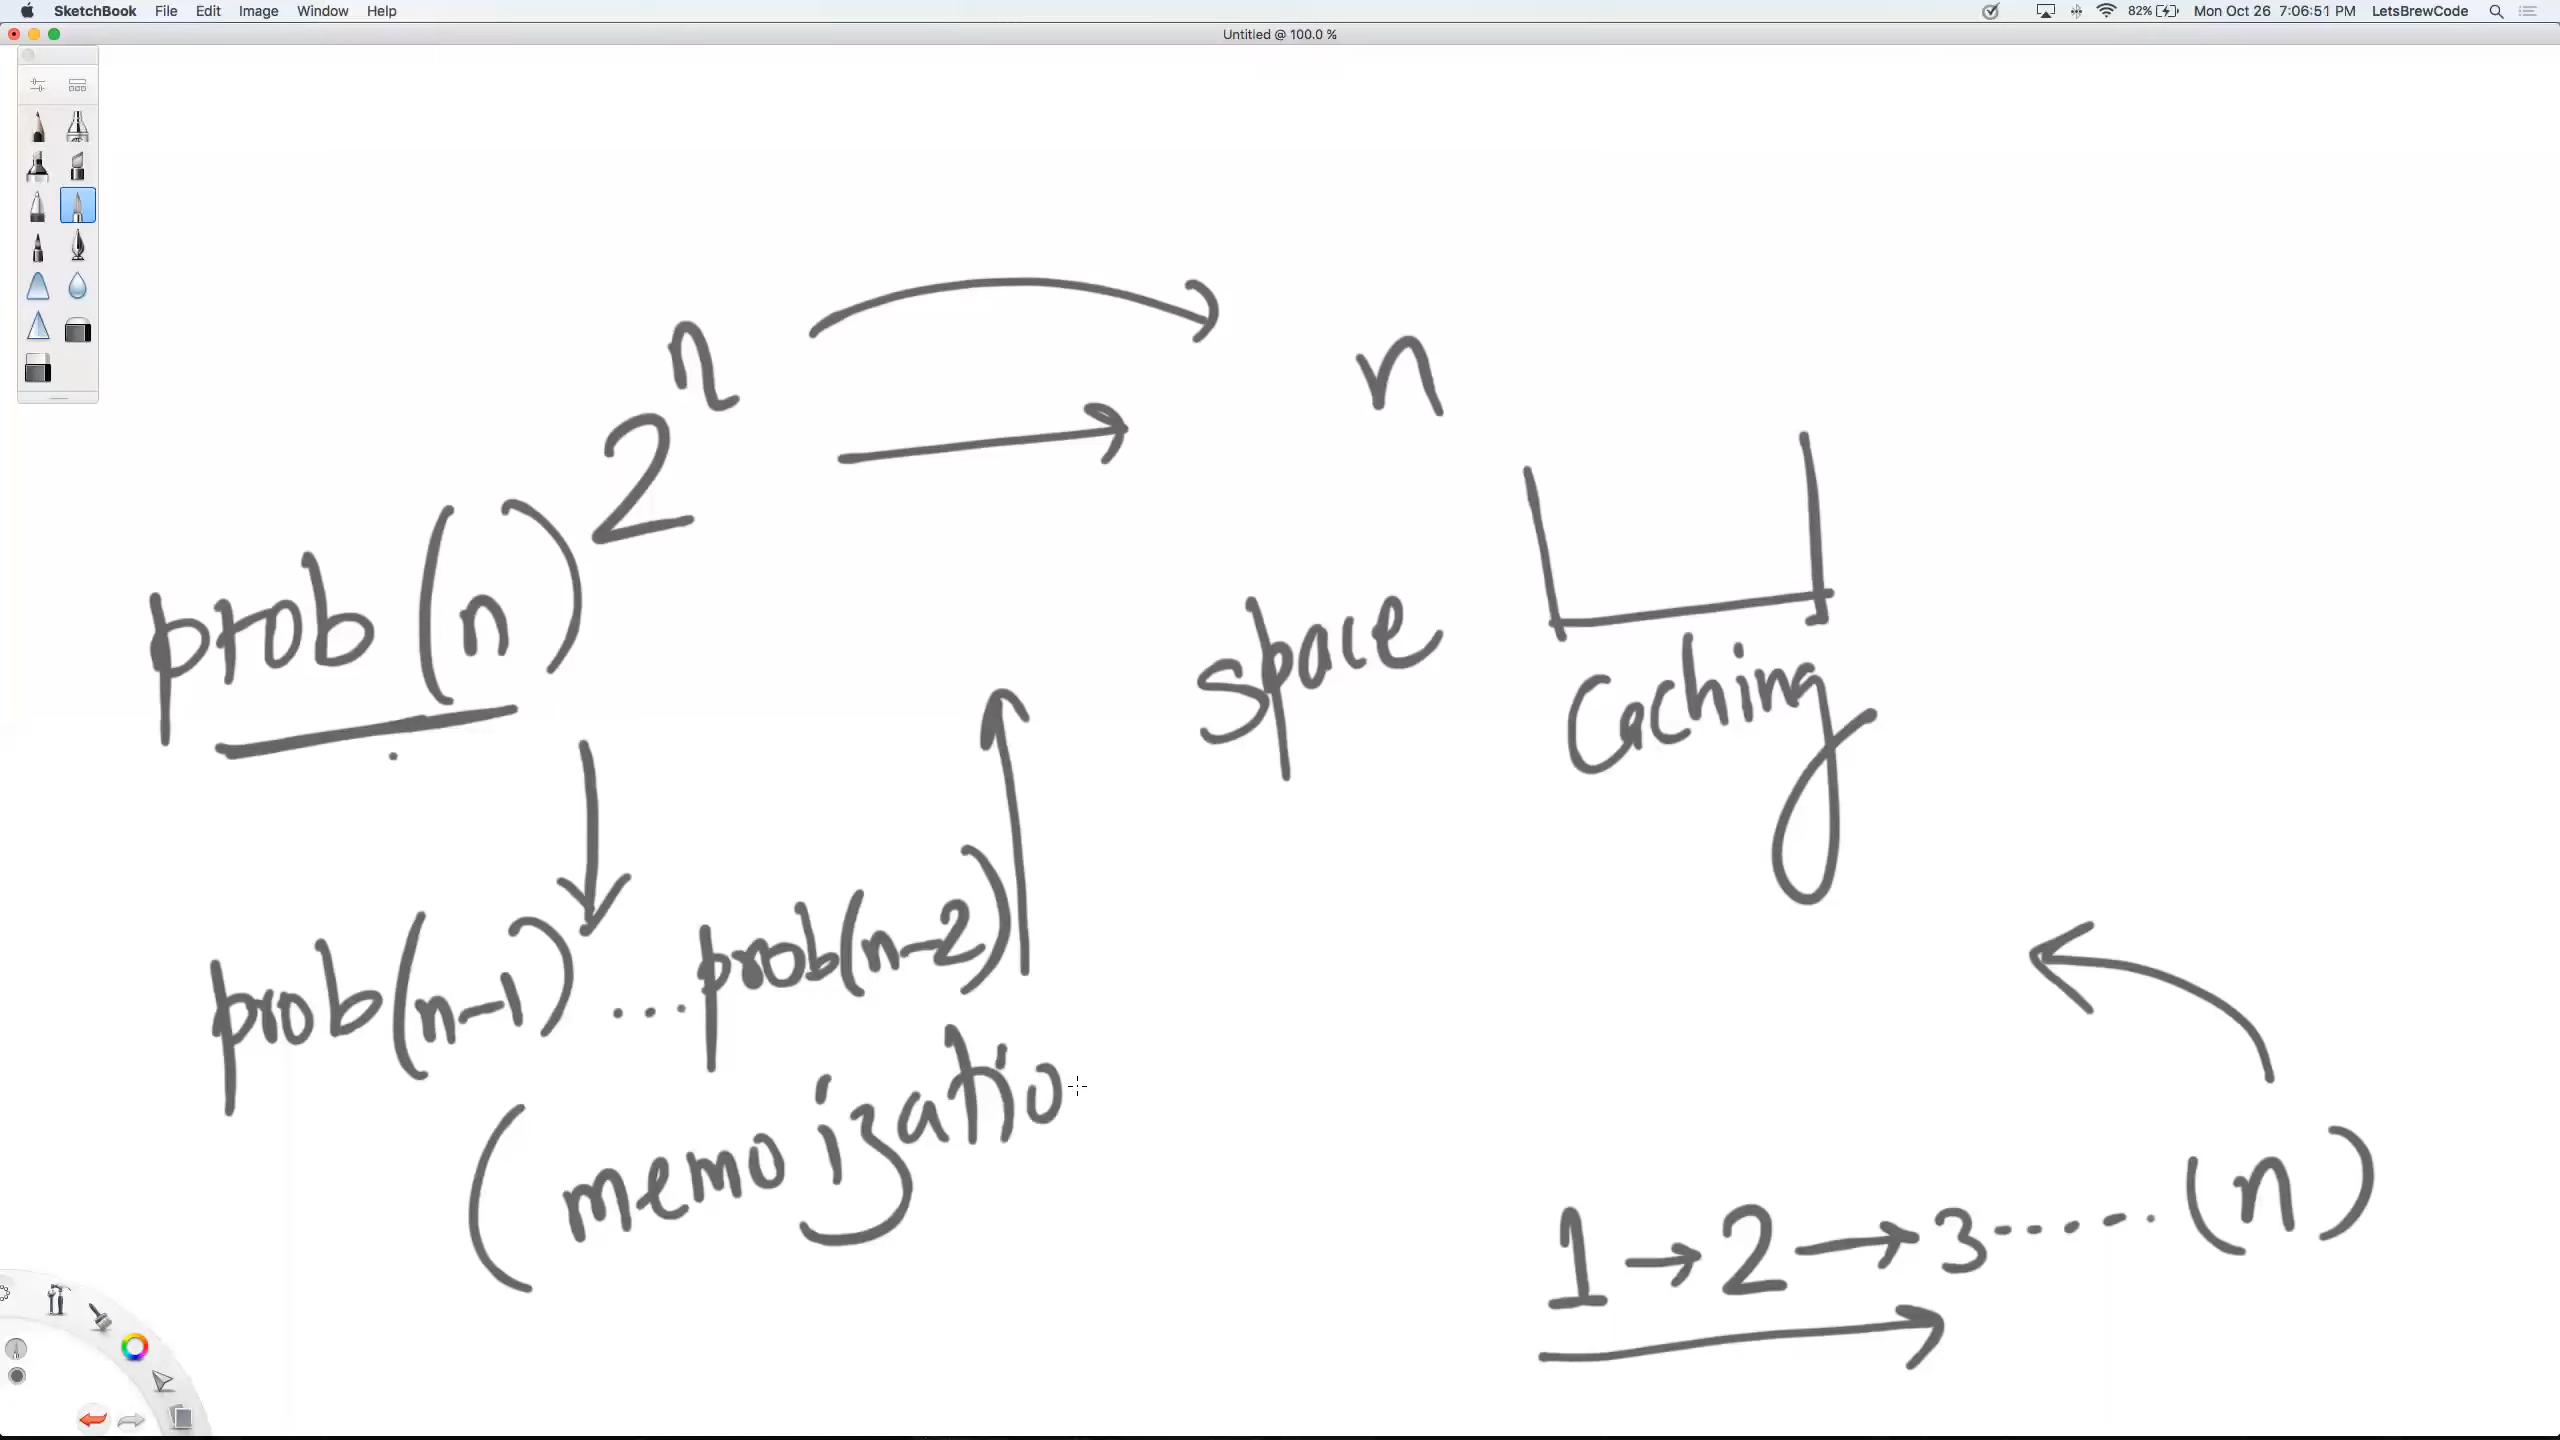 SketchBook File Edit Image Window Help 82% Mon Oct 26 7:06:51 PM LetsBrewCode
Untitled @ 100.0 %
2ⁿ n
prob(n)
space Caching
prob(n-1) ... prob(n-2)
(memoizatio
1 → 2 → 3 ...... (n)